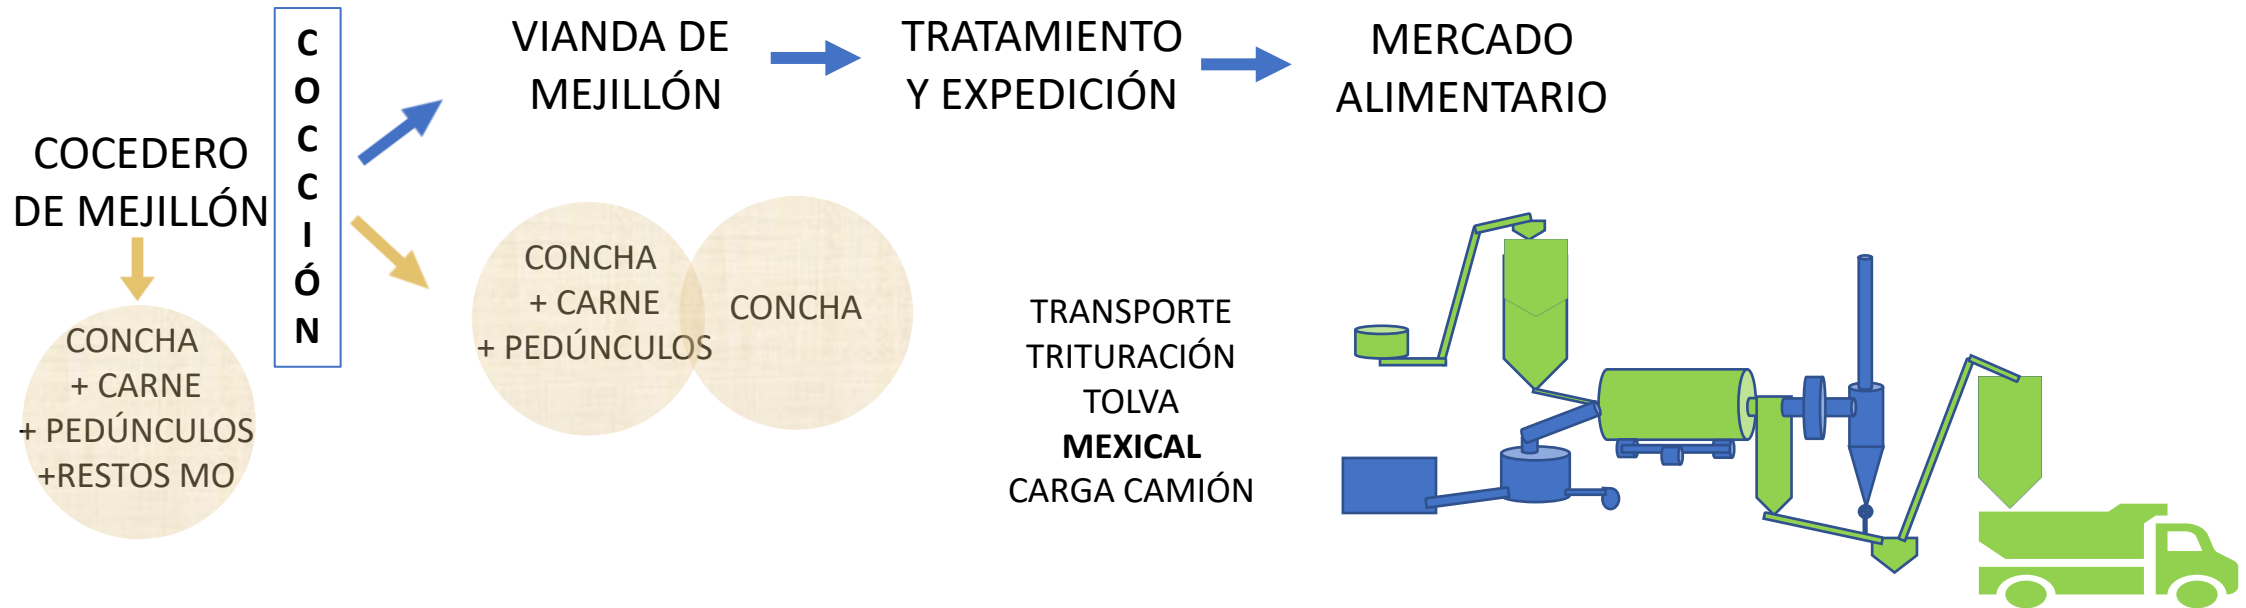 COCEDERO
DE MEJILLÓN
COCCIÓN
VIANDA DE
MEJILLÓN
TRATAMIENTO
Y EXPEDICIÓN
MERCADO
ALIMENTARIO
CONCHA
+ CARNE
+ PEDÚNCULOS
+RESTOS MO
CONCHA
+ CARNE
+ PEDÚNCULOS
CONCHA
TRANSPORTE
TRITURACIÓN
TOLVA
MEXICAL
CARGA CAMIÓN